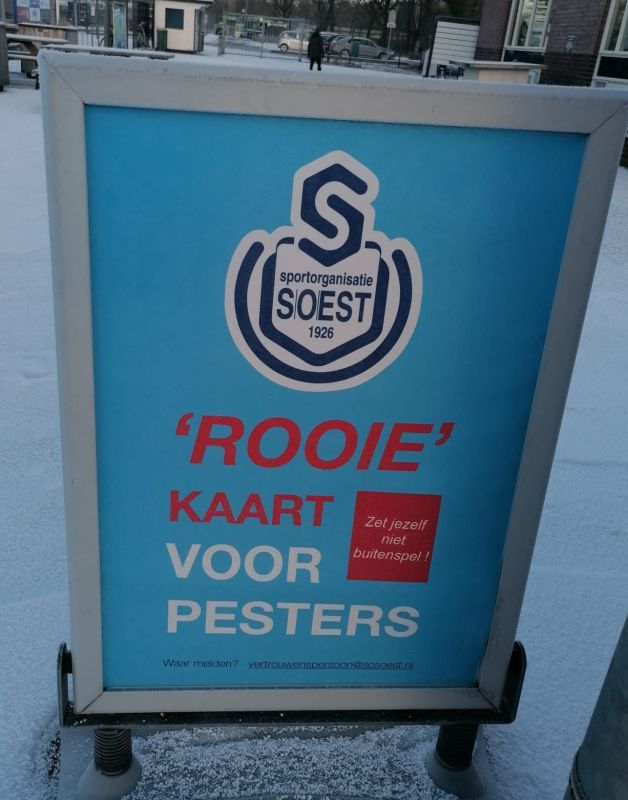 S
sportorganisatie
SOEST
1926
'ROOIE'
KAART
VOOR
PESTERS
Zet jezelf
niet
buitenspel !
Waar melden? vertrouwenspersoon@sosoest.nl